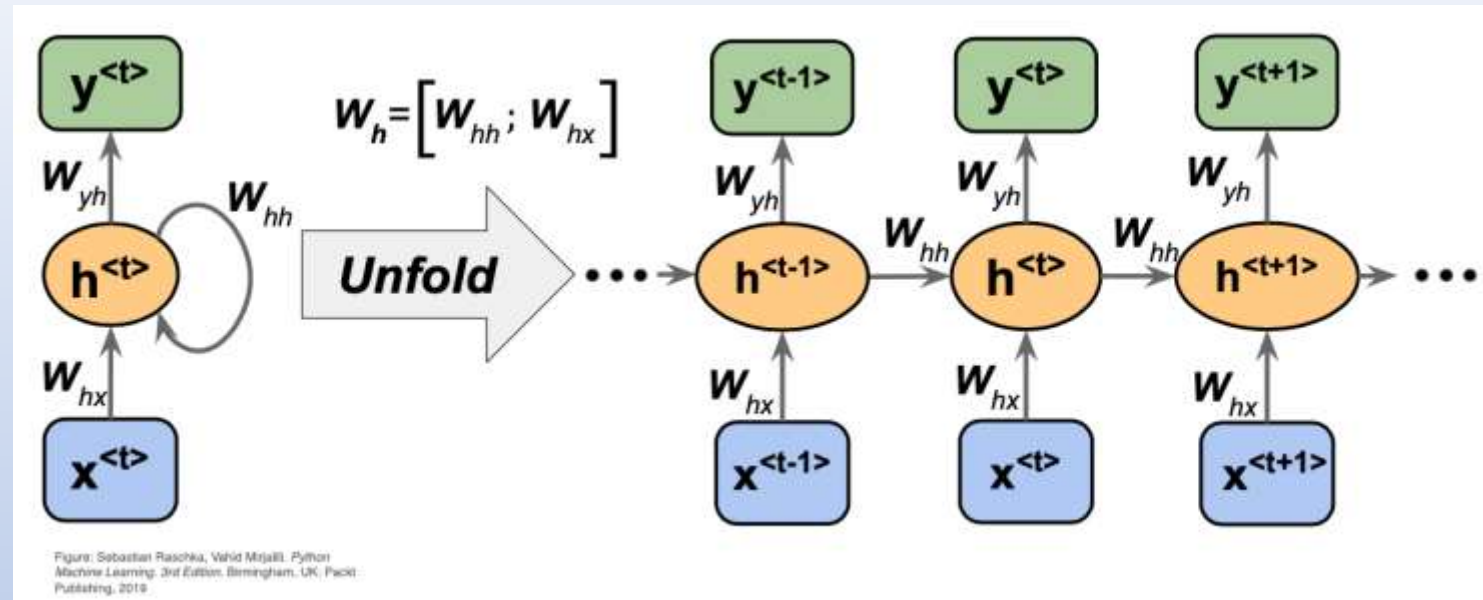 y<t>
W_yh
W_hh
h<t>
W_hx
x<t>
W_h=[W_hh; W_hx]
Unfold
y<t-1> y<t> y<t+1>
W_yh W_yh W_yh
W_hh W_hh
••• h<t-1> h<t> h<t+1> •••
W_hx W_hx W_hx
x<t-1> x<t> x<t+1>
Figure: Sebastian Raschka, Vahid Mirjalili. Python
Machine Learning. 3rd Edition. Birmingham, UK: Packt
Publishing, 2019